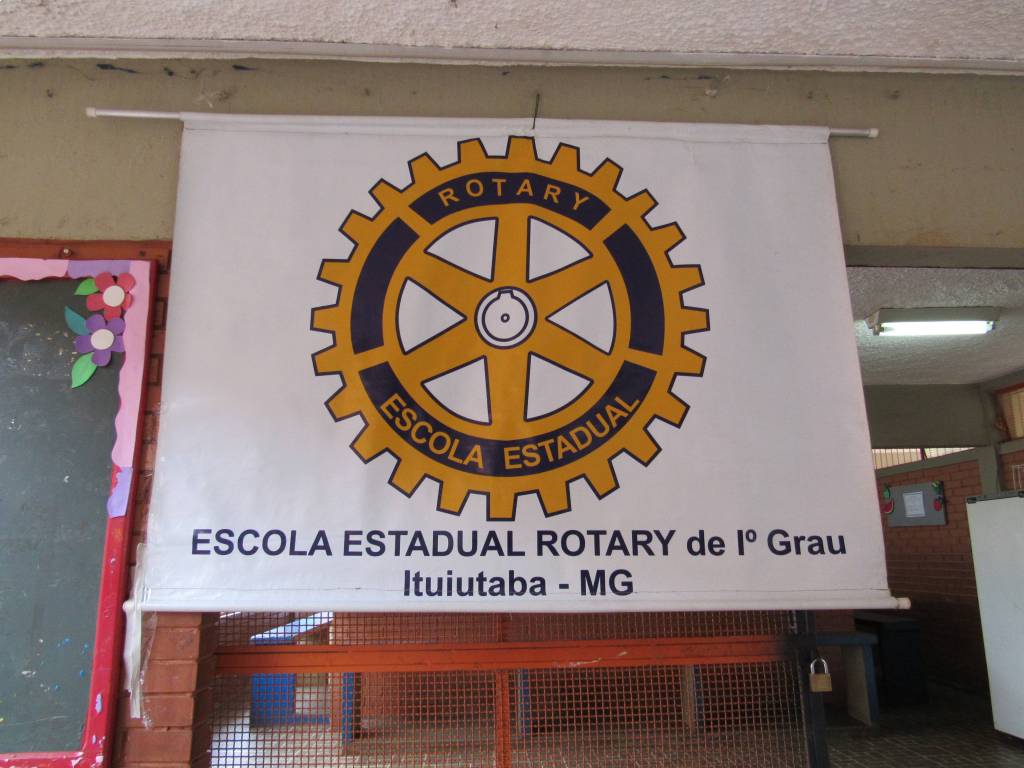 ROTARY
ESCOLA ESTADUAL
ESCOLA ESTADUAL ROTARY de Iº Grau
Ituiutaba - MG